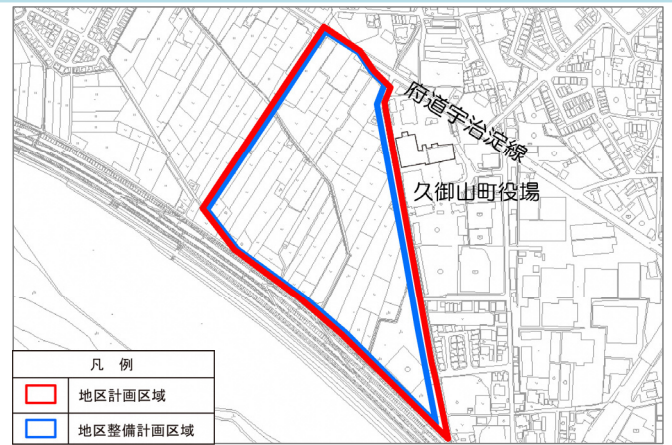 府道宇治淀線
久御山町役場
凡 例
地区計画区域
地区整備計画区域